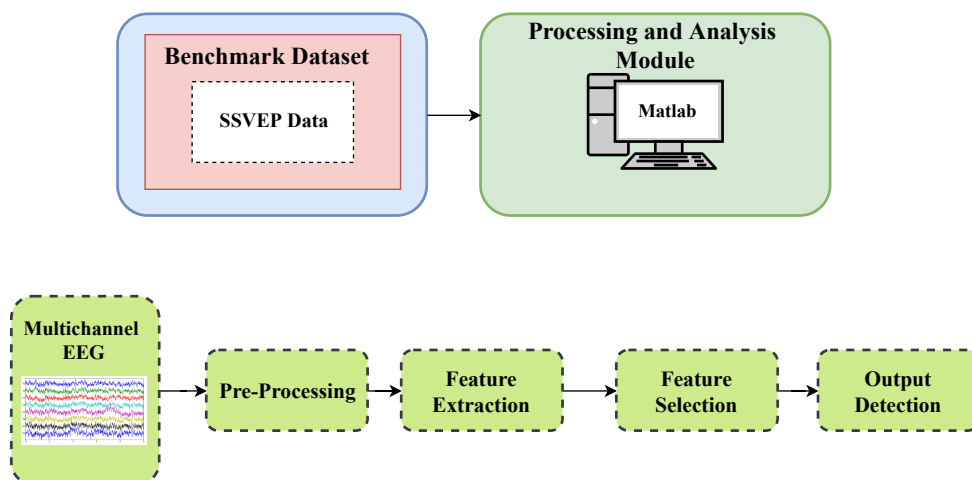 Benchmark Dataset
SSVEP Data
Processing and Analysis
Module
Matlab
Multichannel
EEG
Pre-Processing
Feature
Extraction
Feature
Selection
Output
Detection